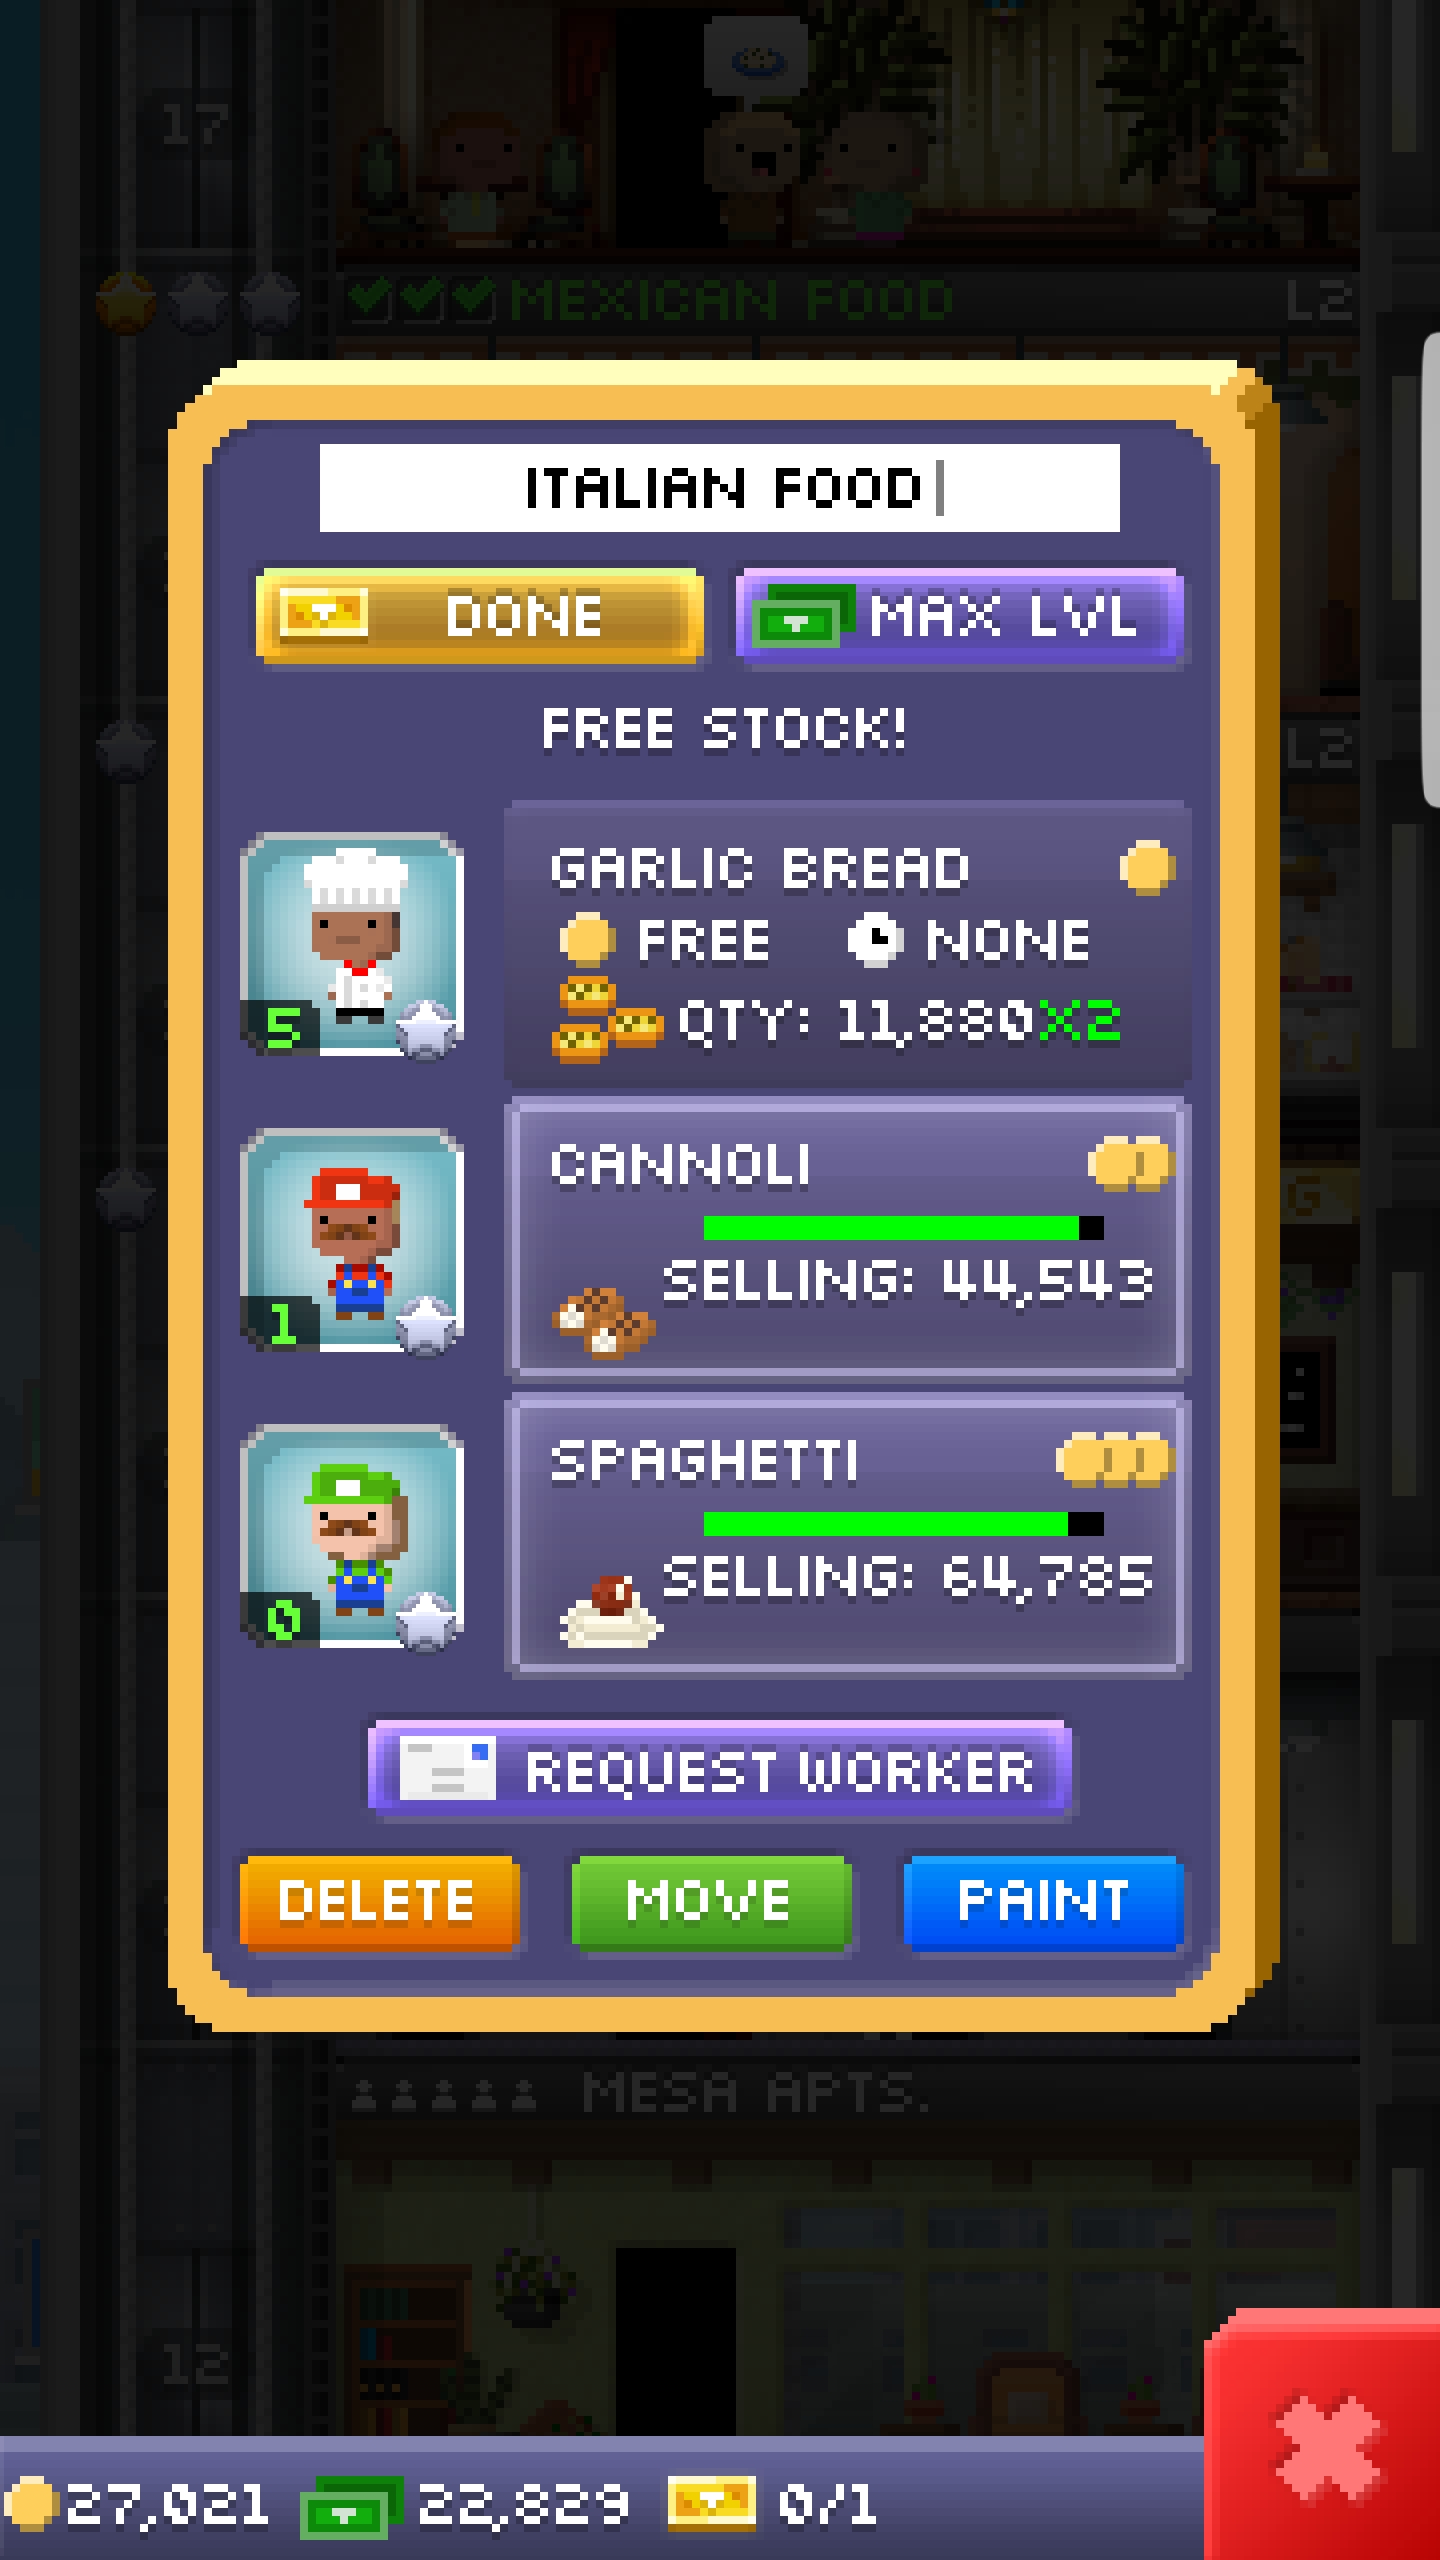 17
MEXICAN FOOD L2
ITALIAN FOOD
DONE MAX LVL
FREE STOCK!
L2
GARLIC BREAD
FREE NONE
5 QTY: 11,880X2
CANNOLI
SELLING: 44,543
1
SPAGHETTI
SELLING: 64,785
0
REQUEST WORKER
DELETE MOVE PAINT
MESA APTS.
12
27,021 22,829 0/1